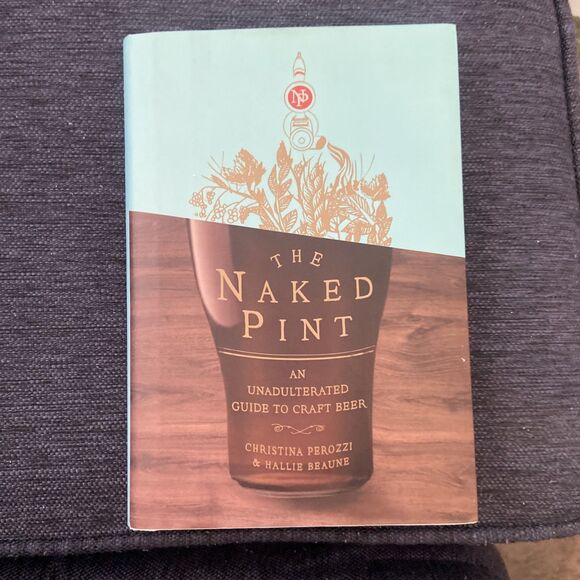 NP
THE
NAKED
PINT
AN
UNADULTERATED
GUIDE TO CRAFT BEER
CHRISTINA PEROZZI
& HALLIE BEAUNE